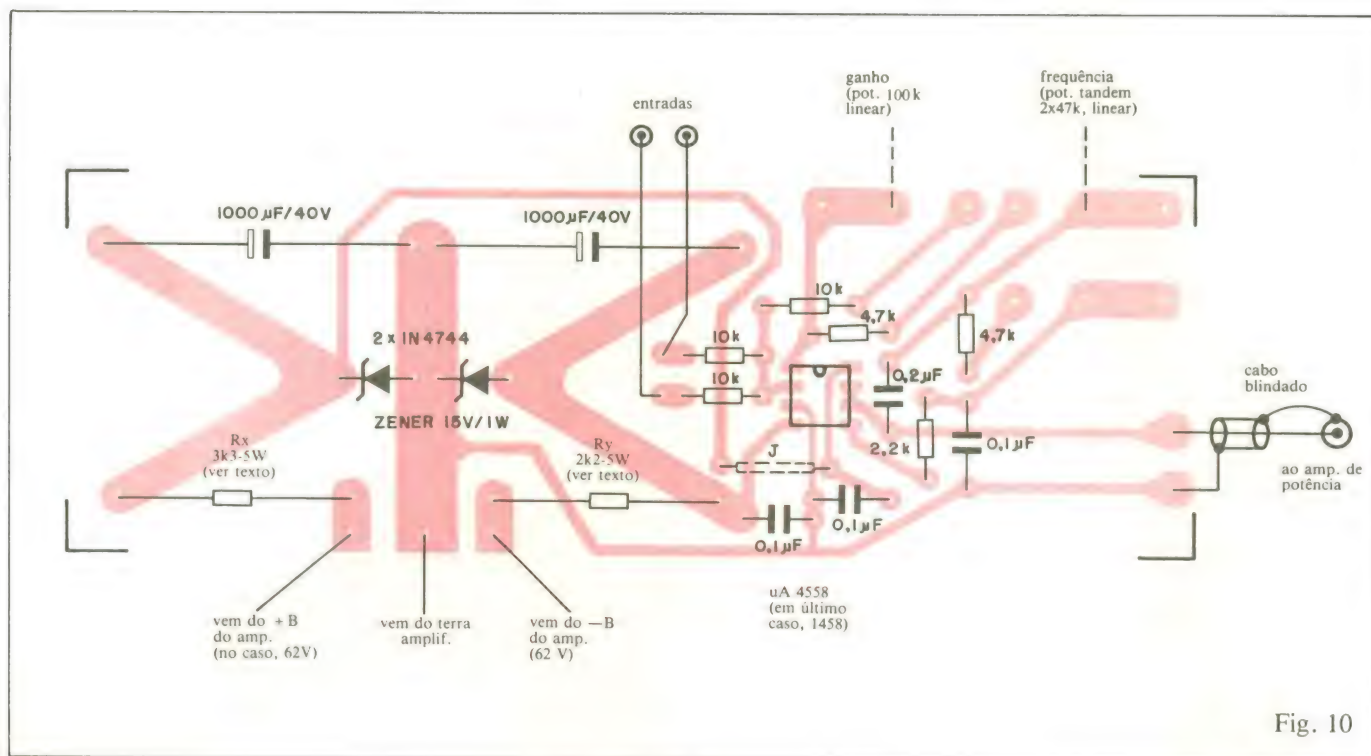 ganho
(pot. 100k
linear)
frequência
(pot. tandem
2x47k, linear)
entradas
1000µF/40V
1000µF/40V
10k
4,7k
4,7k
10k
10k
2 x IN4744
ZENER 15V/1W
0,2µF
cabo
blindado
Rx
3k3-5W
(ver texto)
Ry
2k2-5W
(ver texto)
J
2,2k
0,1µF
ao amp. de
potência
0,1µF
0,1µF
vem do +B
do amp.
(no caso, 62V)
vem do terra
amplif.
vem do —B
do amp.
(62 V)
uA 4558
(em último
caso, 1458)
Fig. 10